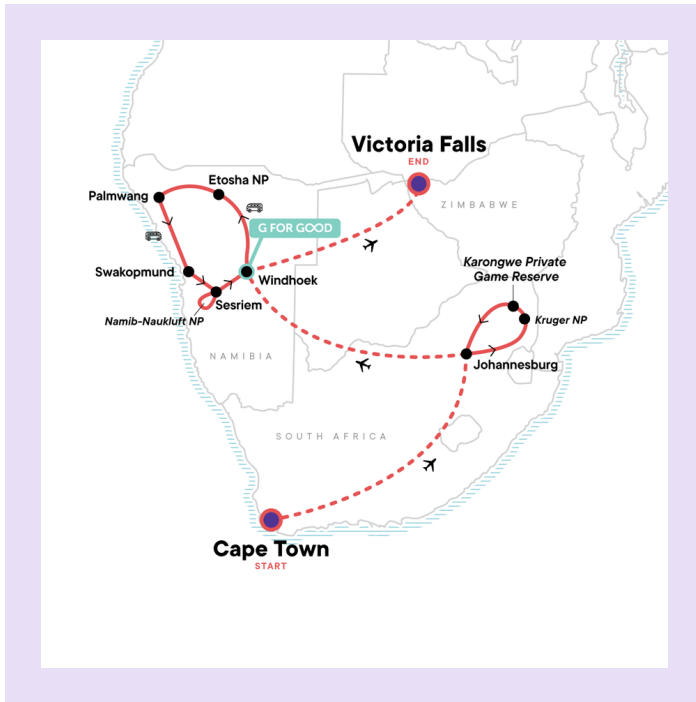 Victoria Falls
END
Etosha NP
Palmwang
ZIMBABWE
G FOR GOOD
Karongwe Private
Game Reserve
Swakopmund
Windhoek
Sesriem
Namib-Naukluft NP
Kruger NP
NAMIBIA
Johannesburg
SOUTH AFRICA
Cape Town
START